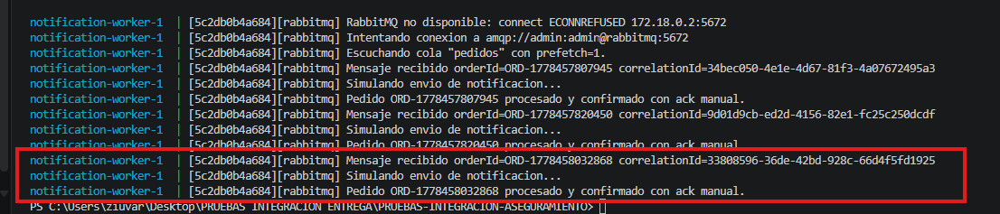 notification-worker-1 | [5c2db0b4a684][rabbitmq] RabbitMQ no disponible: connect ECONNREFUSED 172.18.0.2:5672
notification-worker-1 | [5c2db0b4a684][rabbitmq] Intentando conexion a amqp://admin:admin@rabbitmq:5672
notification-worker-1 | [5c2db0b4a684][rabbitmq] Escuchando cola "pedidos" con prefetch=1.
notification-worker-1 | [5c2db0b4a684][rabbitmq] Mensaje recibido orderId=ORD-1778457807945 correlationId=34bec050-4e1e-4d67-81f3-4a07672495a3
notification-worker-1 | [5c2db0b4a684][rabbitmq] Simulando envio de notificacion...
notification-worker-1 | [5c2db0b4a684][rabbitmq] Pedido ORD-1778457807945 procesado y confirmado con ack manual.
notification-worker-1 | [5c2db0b4a684][rabbitmq] Mensaje recibido orderId=ORD-1778457820450 correlationId=9d01d9cb-ed2d-4156-82e1-fc25c250dcdf
notification-worker-1 | [5c2db0b4a684][rabbitmq] Simulando envio de notificacion...
notification-worker-1 | [5c2db0b4a684][rabbitmq] Pedido ORD-1778457820450 procesado y confirmado con ack manual.
notification-worker-1 | [5c2db0b4a684][rabbitmq] Mensaje recibido orderId=ORD-1778458032868 correlationId=33808596-36de-42bd-928c-66d4f5fd1925
notification-worker-1 | [5c2db0b4a684][rabbitmq] Simulando envio de notificacion...
notification-worker-1 | [5c2db0b4a684][rabbitmq] Pedido ORD-1778458032868 procesado y confirmado con ack manual.
PS C:\Users\ziuvar\Desktop\PRUEBAS INTEGRACION ENTREGA\PRUEBAS-INTEGRACION-ASEGURAMIENTO>